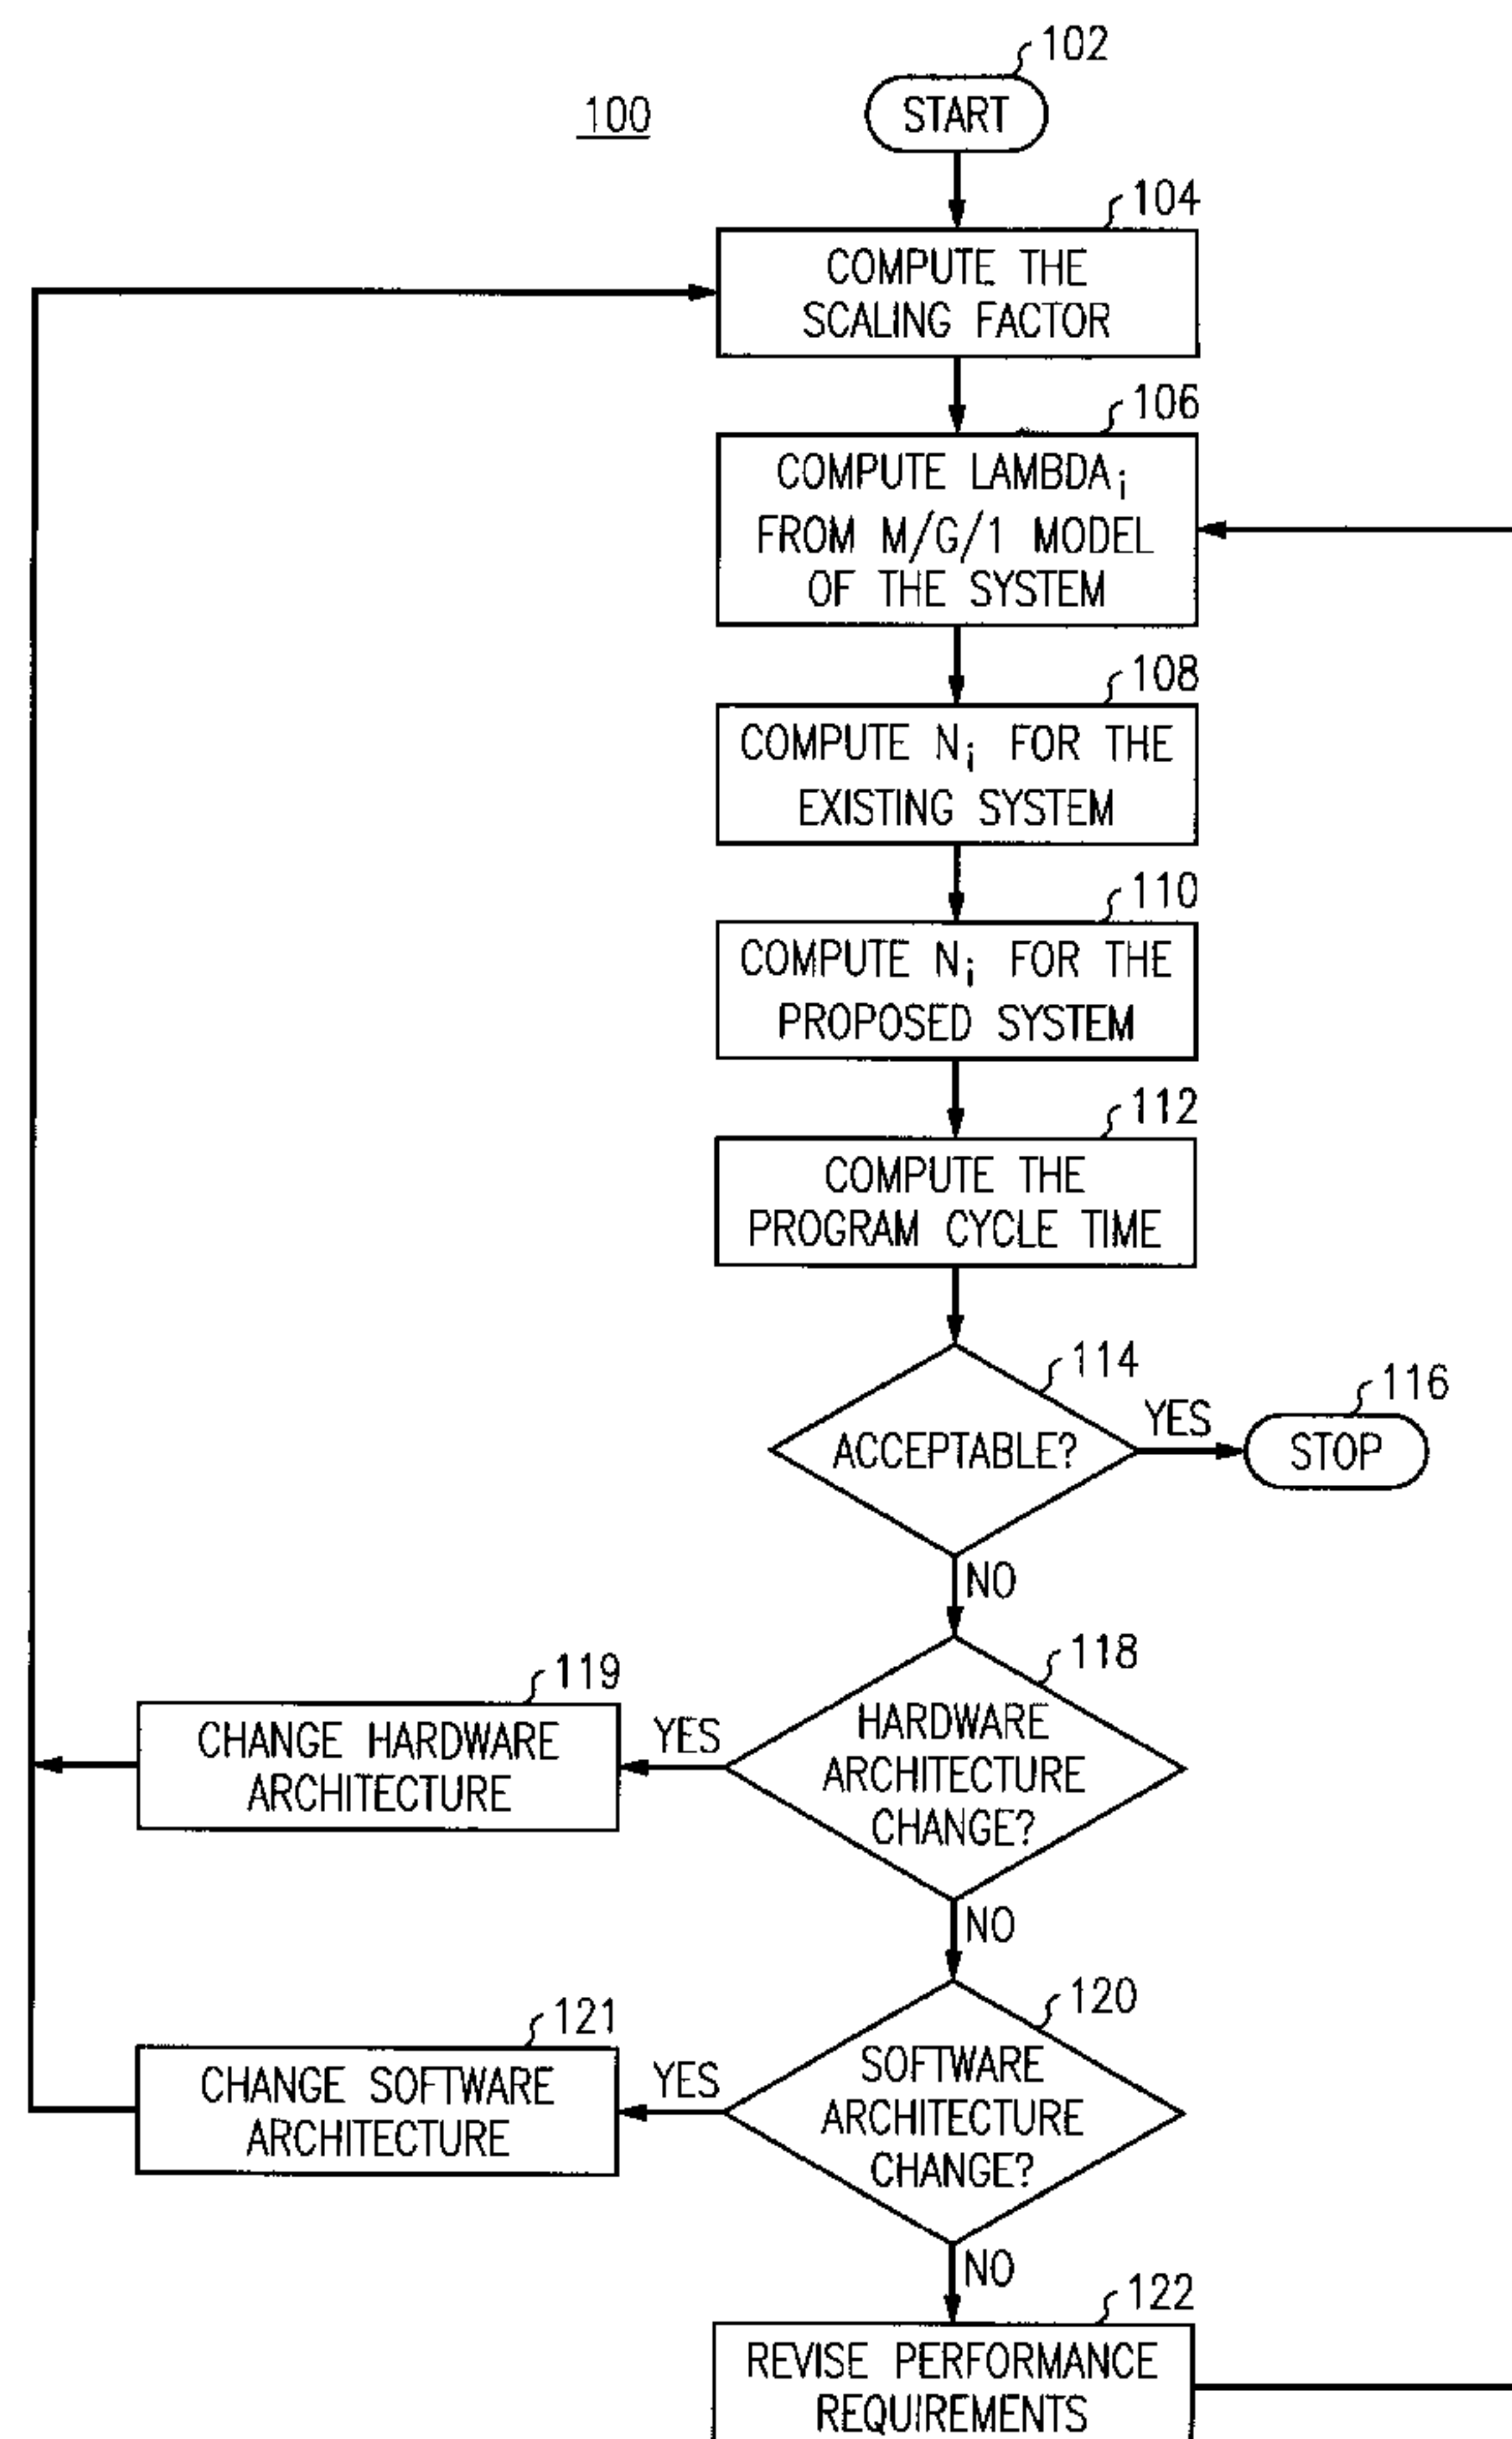 102
100
START
104
COMPUTE THE
SCALING FACTOR
106
COMPUTE LAMBDAi
FROM M/G/1 MODEL
OF THE SYSTEM
108
COMPUTE Ni FOR THE
EXISTING SYSTEM
110
COMPUTE Ni FOR THE
PROPOSED SYSTEM
112
COMPUTE THE
PROGRAM CYCLE TIME
114
ACCEPTABLE?
YES
116
STOP
NO
118
HARDWARE
ARCHITECTURE
CHANGE?
YES
119
CHANGE HARDWARE
ARCHITECTURE
NO
120
SOFTWARE
ARCHITECTURE
CHANGE?
YES
121
CHANGE SOFTWARE
ARCHITECTURE
NO
122
REVISE PERFORMANCE
REQUIREMENTS